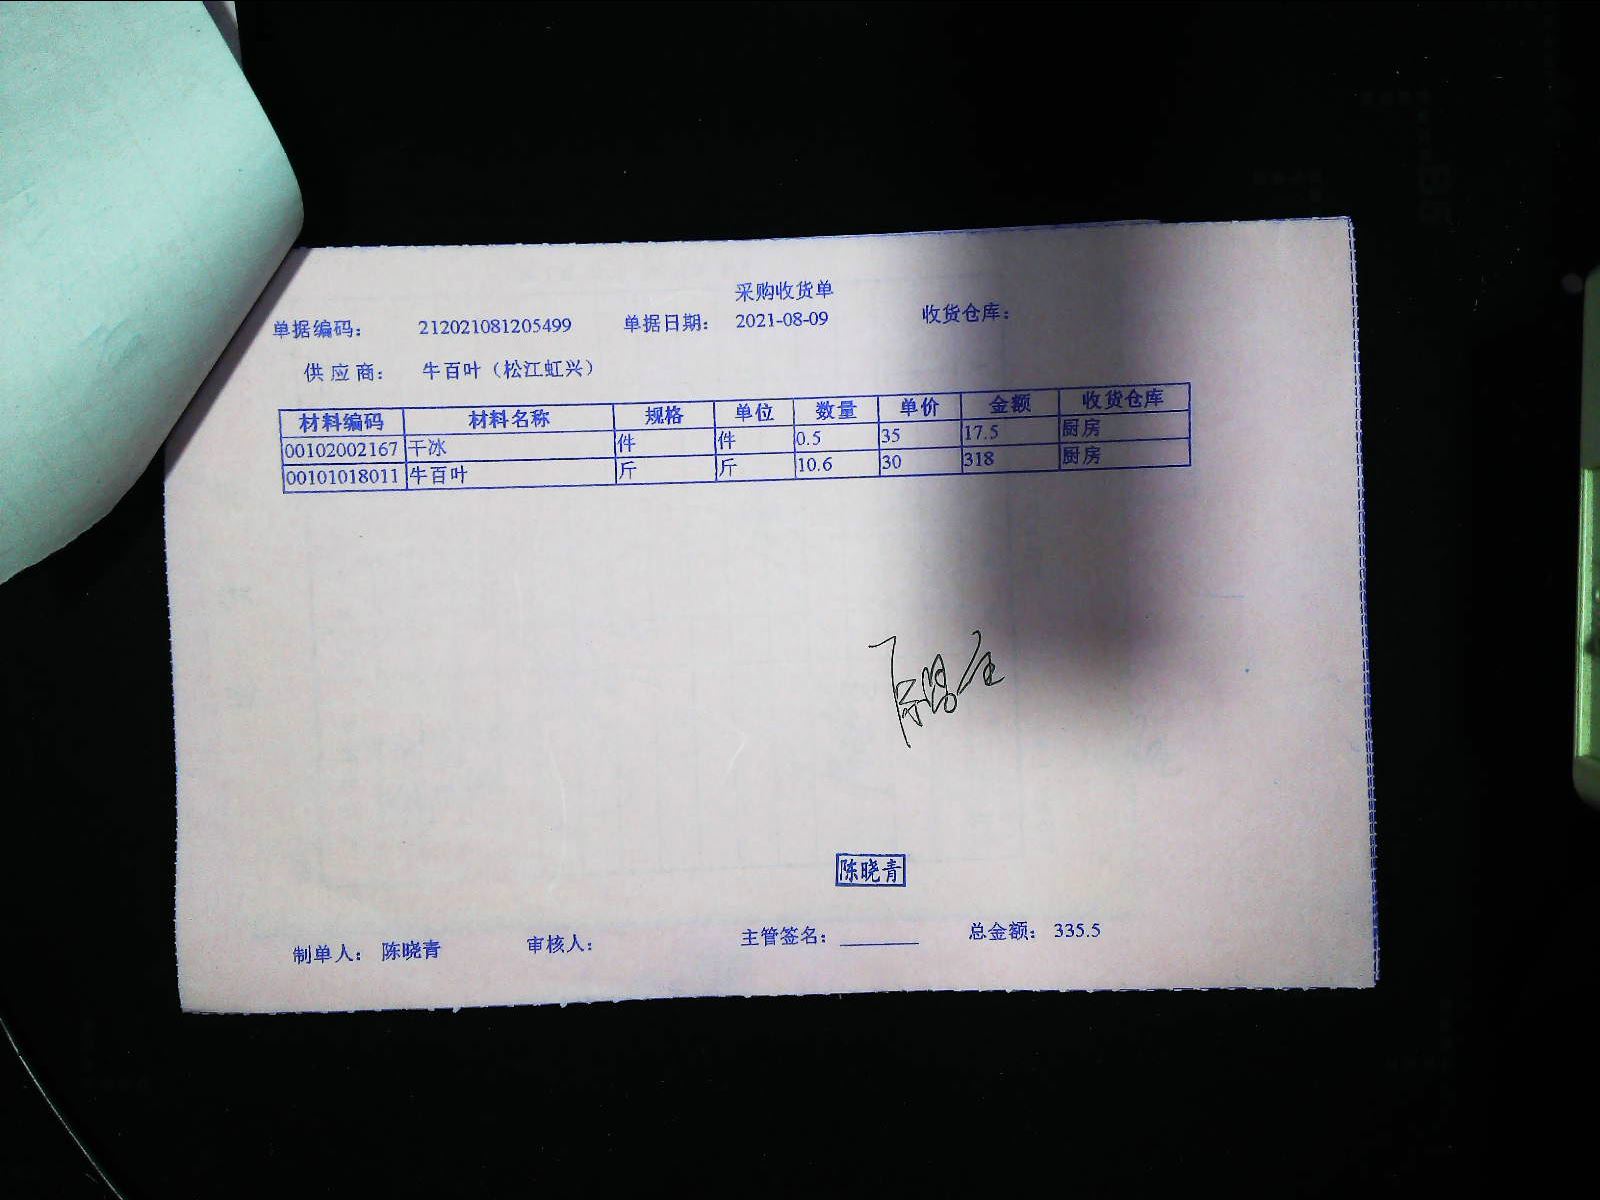 采购收货单
单据编码: 212021081205499 单据日期: 2021-08-09 收货仓库:
供应商: 牛百叶（松江虹兴）
材料编码 材料名称 规格 单位 数量 单价 金额 收货仓库
00102002167 干冰 件 件 0.5 35 17.5 厨房
00101018011 牛百叶 斤 斤 10.6 30 318 厨房
陈晓青
制单人: 陈晓青 审核人: 主管签名: 总金额: 335.5